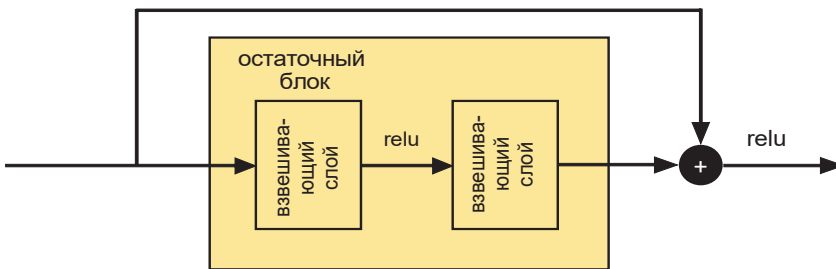 остаточный
блок
взвешива-
ющий
слой
relu
взвешива-
ющий
слой
+
relu